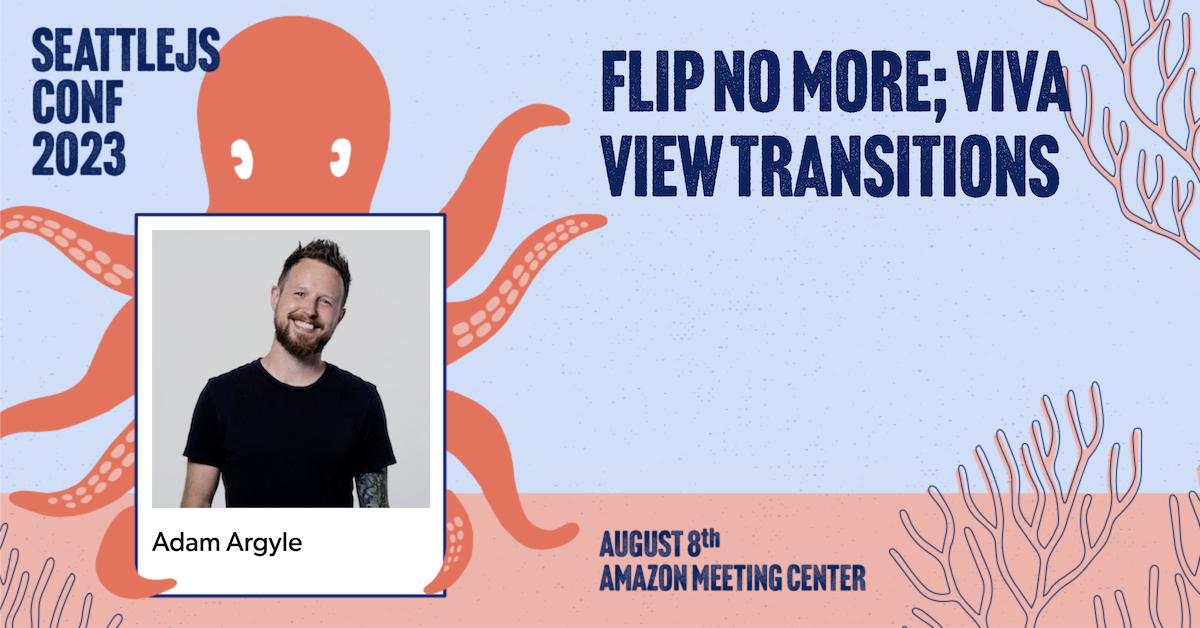 SEATTLEJS
CONF
2023
FLIP NO MORE; VIVA
VIEW TRANSITIONS
Adam Argyle
AUGUST 8th
AMAZON MEETING CENTER